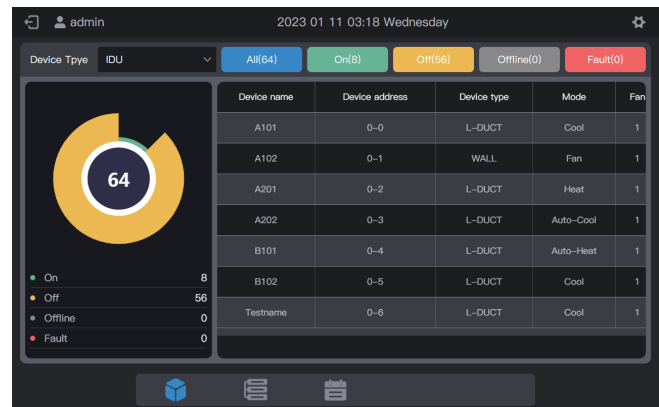 admin 2023 01 11 03:18 Wednesday
Device Tpye IDU All(64) On(8) Off(56) Offline(0) Fault(0)
Device name Device address Device type Mode Fan
A101 0-0 L-DUCT Cool 1
A102 0-1 WALL Fan 1
A201 0-2 L-DUCT Heat 1
A202 0-3 L-DUCT Auto-Cool 1
B101 0-4 L-DUCT Auto-Heat 1
B102 0-5 L-DUCT Cool 1
Testname 0-6 L-DUCT Cool 1
64
On 8
Off 56
Offline 0
Fault 0